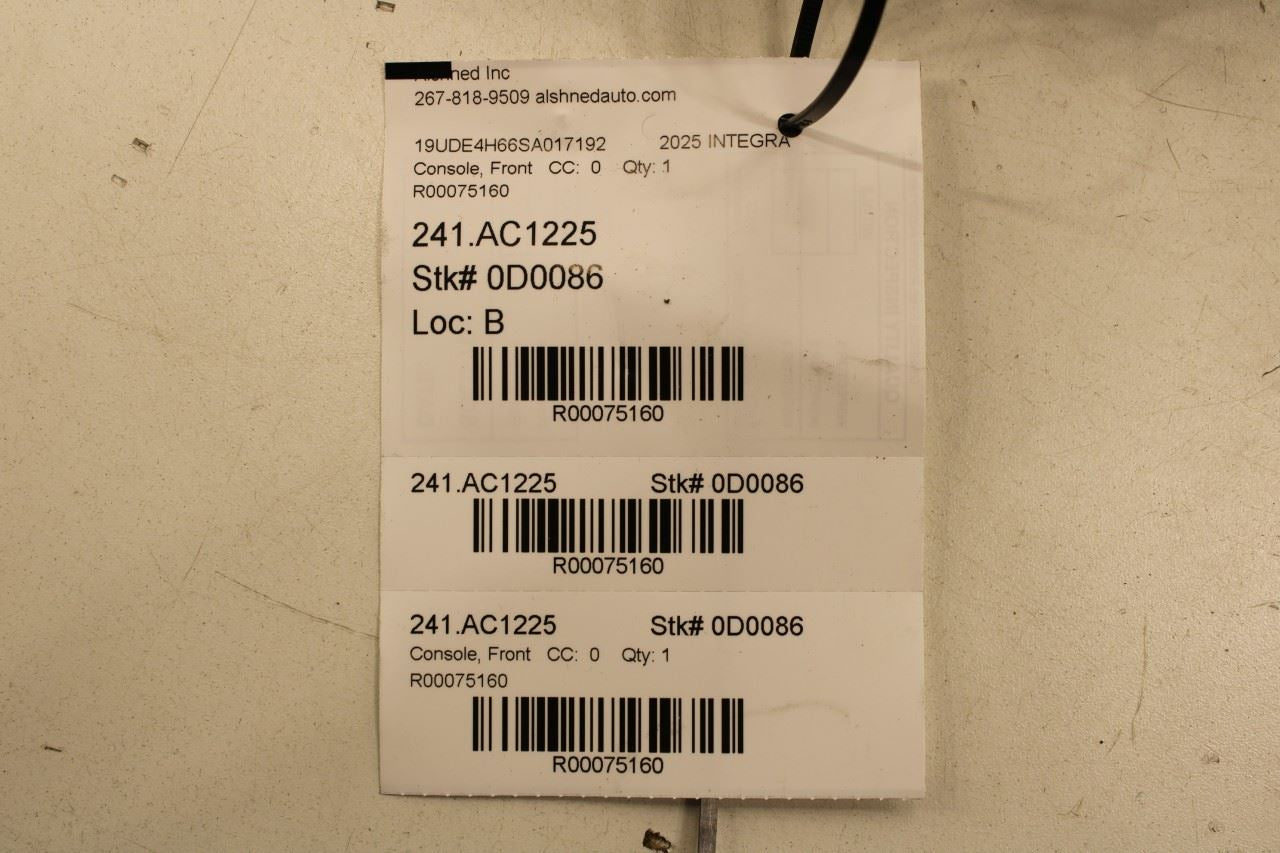 Inc
267-818-9509 alshnedauto.com
19UDE4H66SA017192 2025 INTEGRA
Console, Front CC: 0 Qty: 1
R00075160
241.AC1225
Stk# 0D0086
Loc: B
R00075160
241.AC1225 Stk# 0D0086
R00075160
241.AC1225 Stk# 0D0086
Console, Front CC: 0 Qty: 1
R00075160
R00075160